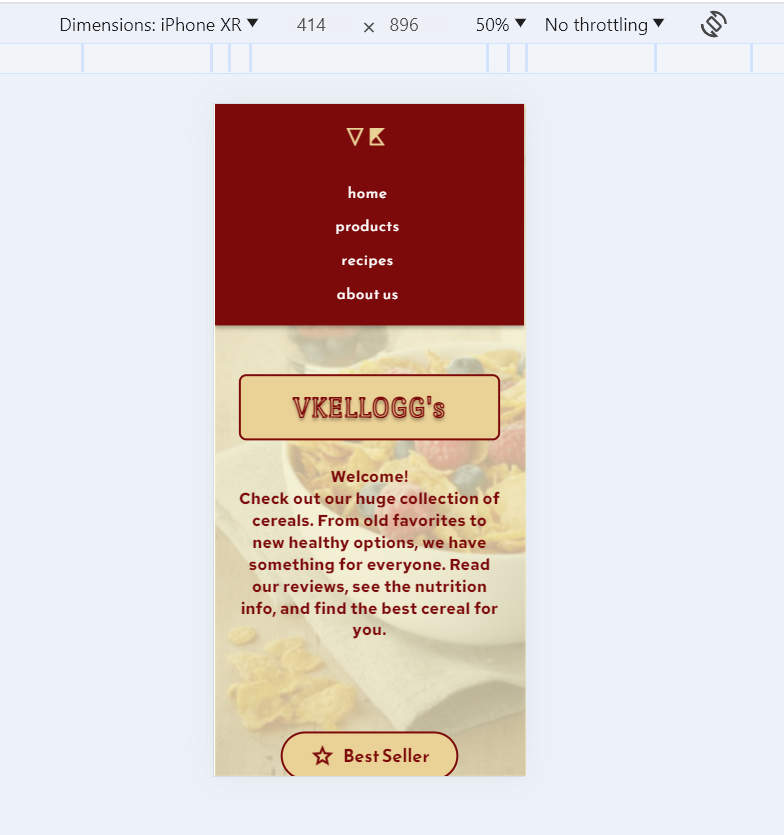 Dimensions: iPhone XR 414 × 896 50% No throttling
home
products
recipes
about us
VKELLOGG's
Welcome!
Check out our huge collection of
cereals. From old favorites to
new healthy options, we have
something for everyone. Read
our reviews, see the nutrition
info, and find the best cereal for
you.
Best Seller